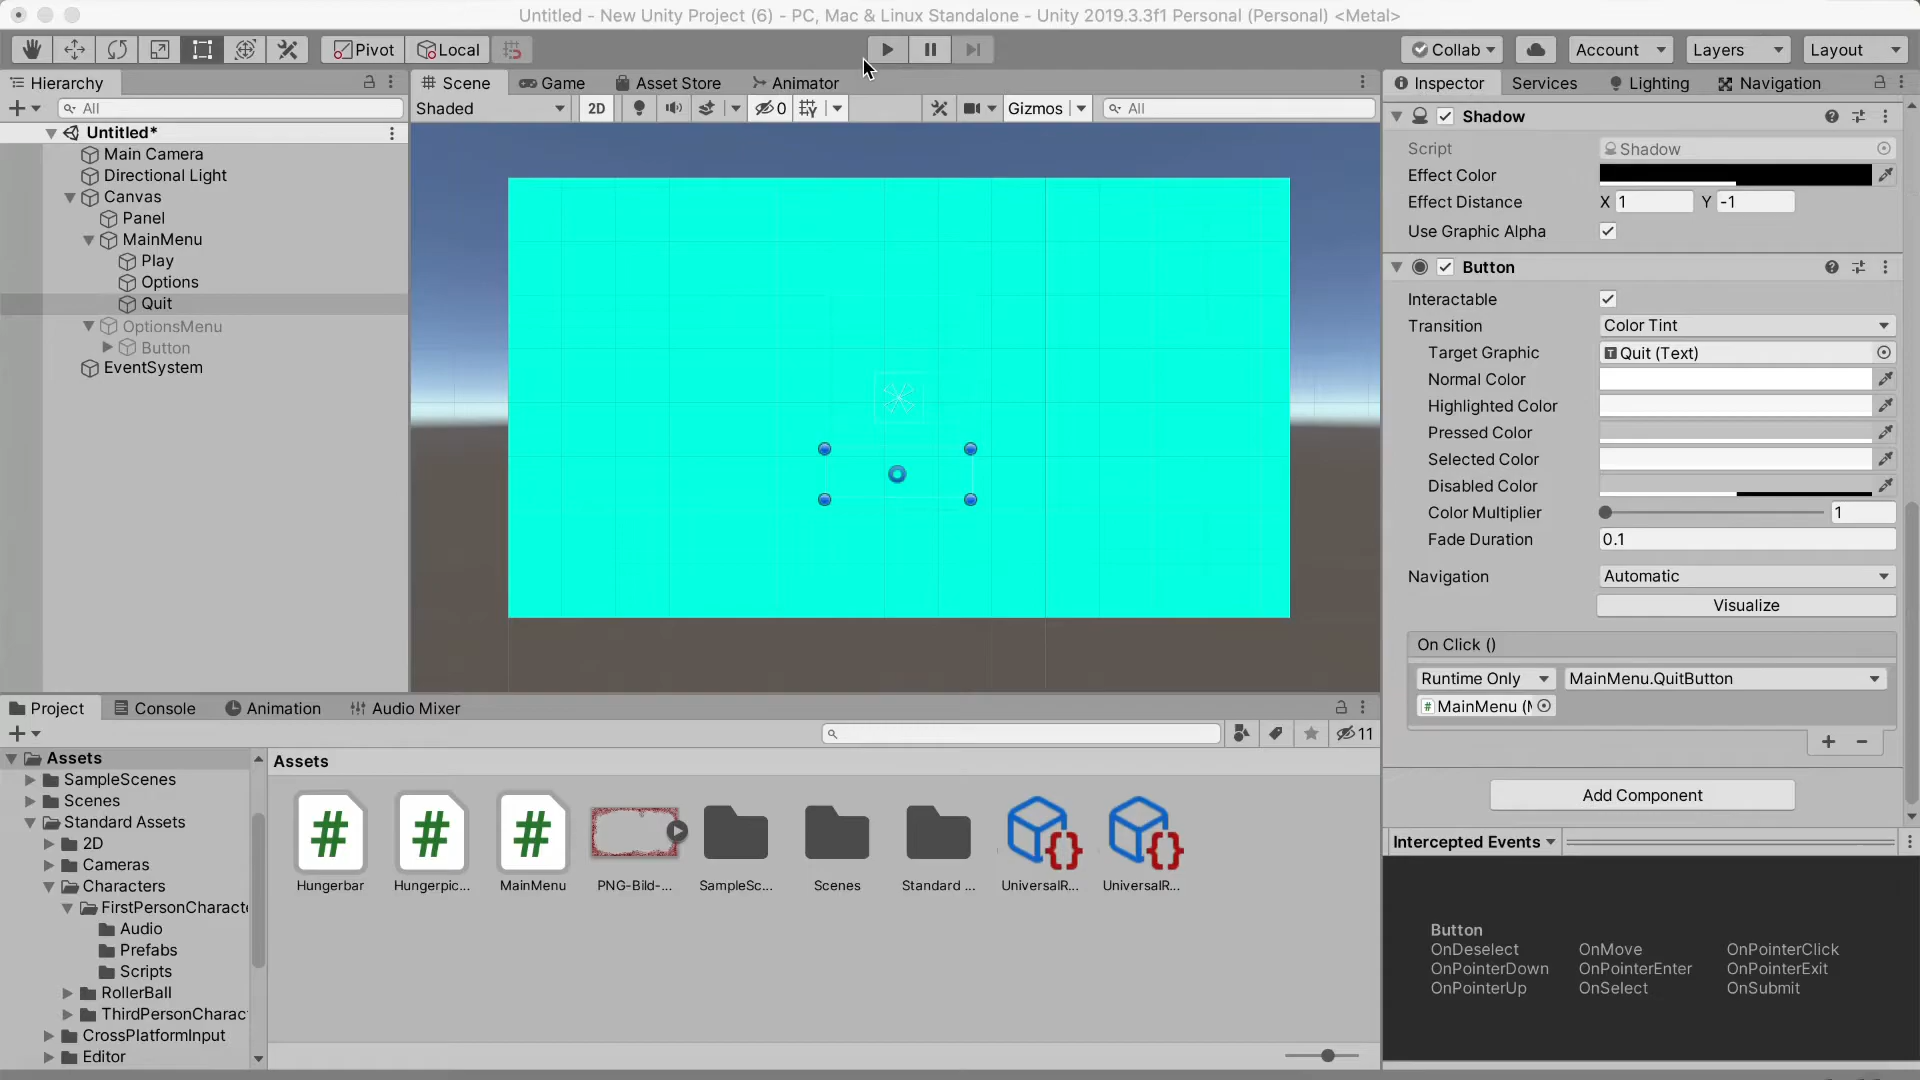 Untitled - New Unity Project (6) - PC, Mac & Linux Standalone - Unity 2019.3.3f1 Personal (Personal) <Metal>
Pivot
Local
Collab
Account
Layers
Layout
Hierarchy
Scene
Game
Asset Store
Animator
Inspector
Services
Lighting
Navigation
All
Shaded
2D
0
Gizmos
All
Untitled*
Main Camera
Directional Light
Canvas
Panel
MainMenu
Play
Options
Quit
OptionsMenu
Button
EventSystem
Shadow
Script
Shadow
Effect Color
Effect Distance
X 1
Y -1
Use Graphic Alpha
Button
Interactable
Transition
Color Tint
Target Graphic
Quit (Text)
Normal Color
Highlighted Color
Pressed Color
Selected Color
Disabled Color
Color Multiplier
1
Fade Duration
0.1
Navigation
Automatic
Visualize
On Click ()
Runtime Only
MainMenu.QuitButton
MainMenu (
Add Component
Project
Console
Animation
Audio Mixer
11
Assets
SampleScenes
Scenes
Standard Assets
2D
Cameras
Characters
FirstPersonCharacte
Audio
Prefabs
Scripts
RollerBall
ThirdPersonCharac
CrossPlatformInput
Editor
Assets
Hungerbar
Hungerpic...
MainMenu
PNG-Bild-...
SampleSc...
Scenes
Standard ...
UniversalR...
UniversalR...
Intercepted Events
Button
OnDeselect OnMove OnPointerClick
OnPointerDown OnPointerEnter OnPointerExit
OnPointerUp OnSelect OnSubmit